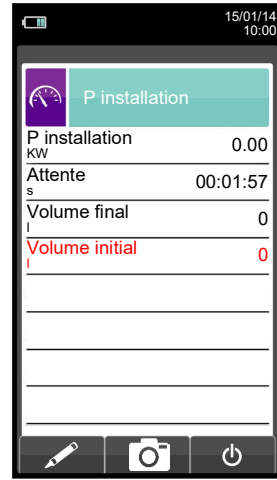 15/01/14
10:00
P installation
P installation 0.00
KW
Attente 00:01:57
s
Volume final 0
l
Volume initial 0
l